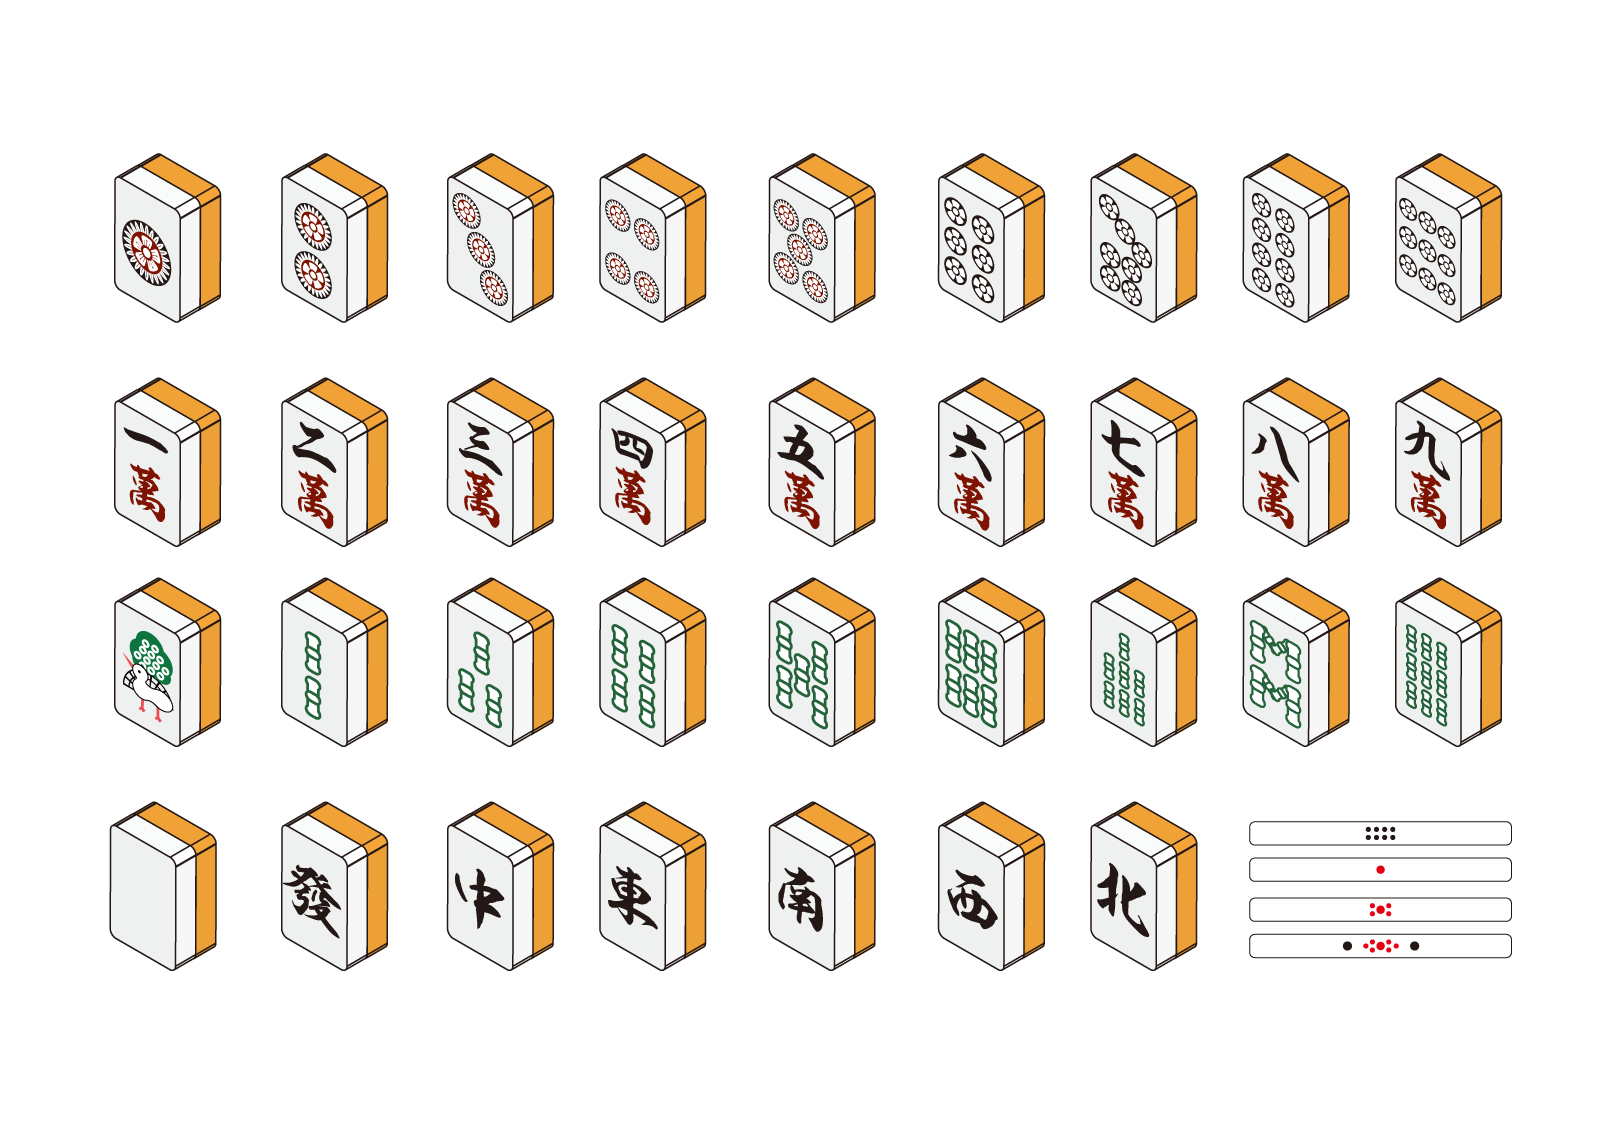 一萬 二萬 三萬 四萬 五萬 六萬 七萬 八萬 九萬
發 中 東 南 西 北